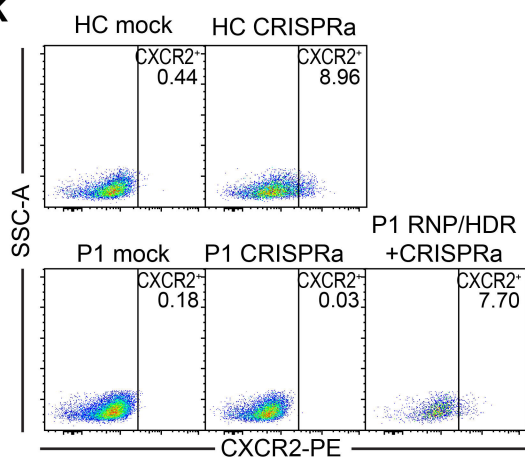 HC mock
HC CRISPRa
CXCR2+
0.44
CXCR2+
8.96
SSC-A
P1 RNP/HDR
+CRISPRa
P1 mock
P1 CRISPRa
CXCR2+
0.18
CXCR2+
0.03
CXCR2+
7.70
CXCR2-PE